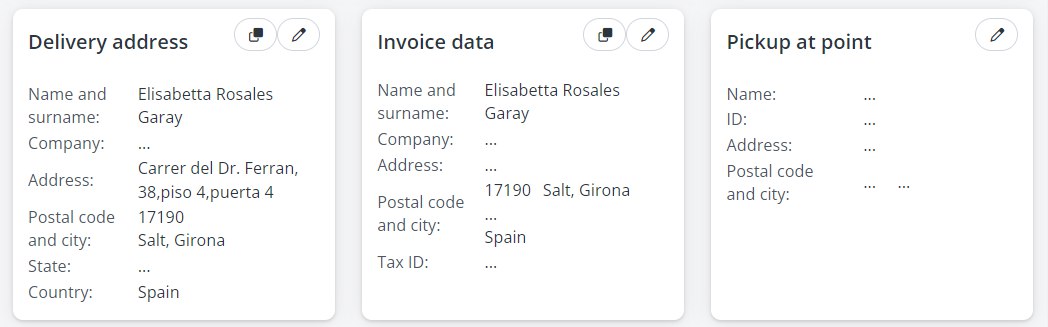 Delivery address
Name and surname: Elisabetta Rosales Garay
Company: ...
Address: Carrer del Dr. Ferran, 38,piso 4,puerta 4
Postal code and city: 17190 Salt, Girona
State: ...
Country: Spain
Invoice data
Name and surname: Elisabetta Rosales Garay
Company: ...
Address: ...
Postal code and city: 17190 Salt, Girona ... Spain
Tax ID: ...
Pickup at point
Name: ...
ID: ...
Address: ...
Postal code and city: ... ...